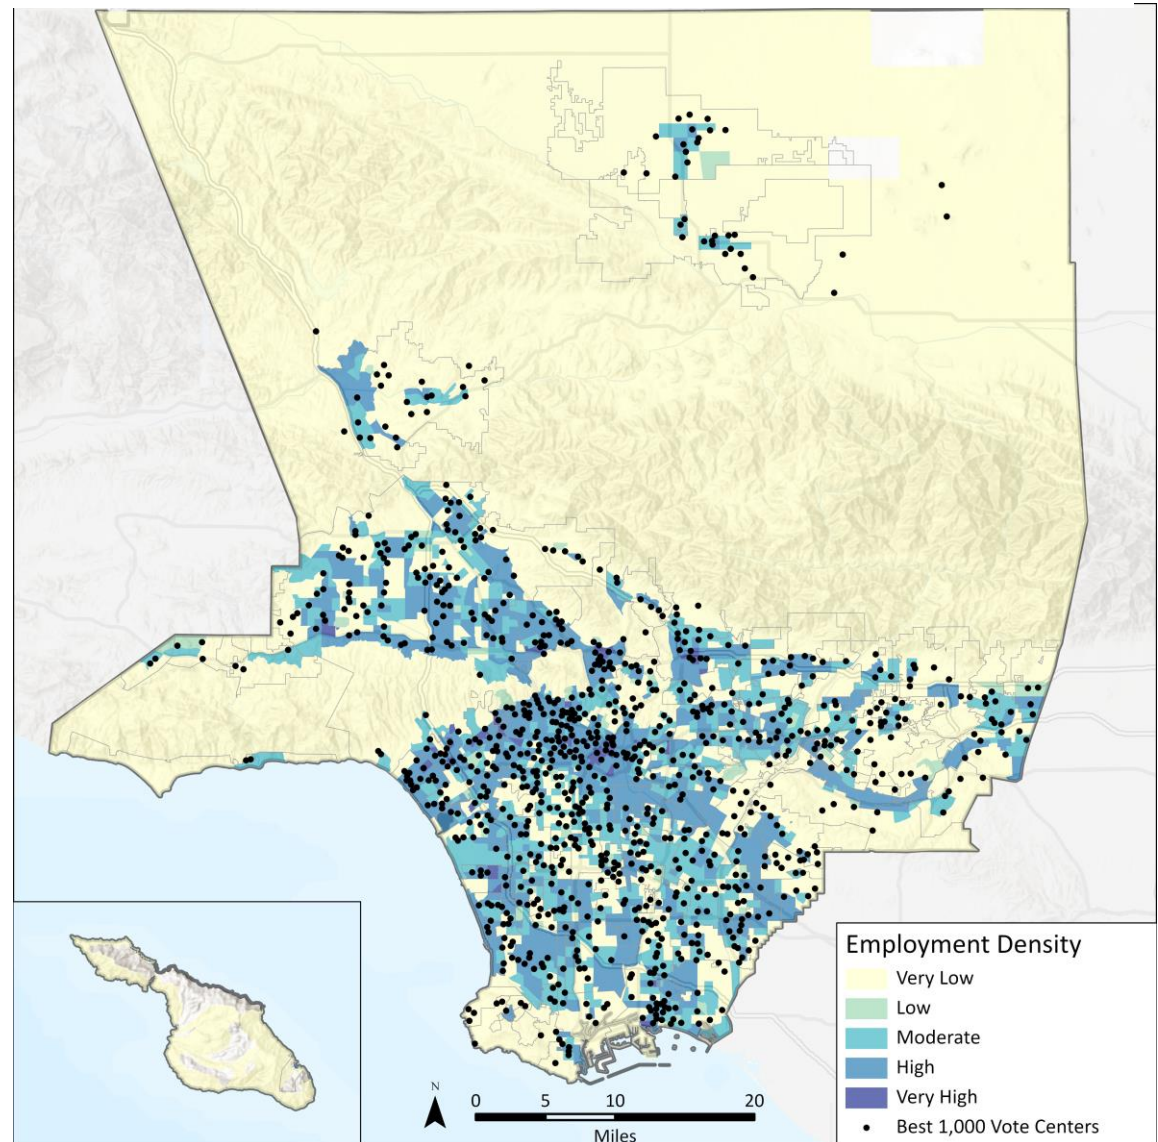 Employment Density
Very Low
Low
Moderate
High
Very High
Best 1,000 Vote Centers
N
0 5 10 20
Miles